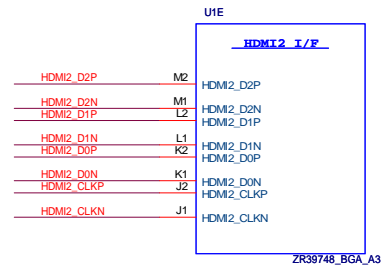 U1E
HDMI2 I/F
HDMI2_D2P M2 HDMI2_D2P
HDMI2_D2N M1 HDMI2_D2N
HDMI2_D1P L2 HDMI2_D1P
HDMI2_D1N L1 HDMI2_D1N
HDMI2_D0P K2 HDMI2_D0P
HDMI2_D0N K1 HDMI2_D0N
HDMI2_CLKP J2 HDMI2_CLKP
HDMI2_CLKN J1 HDMI2_CLKN
ZR39748_BGA_A3